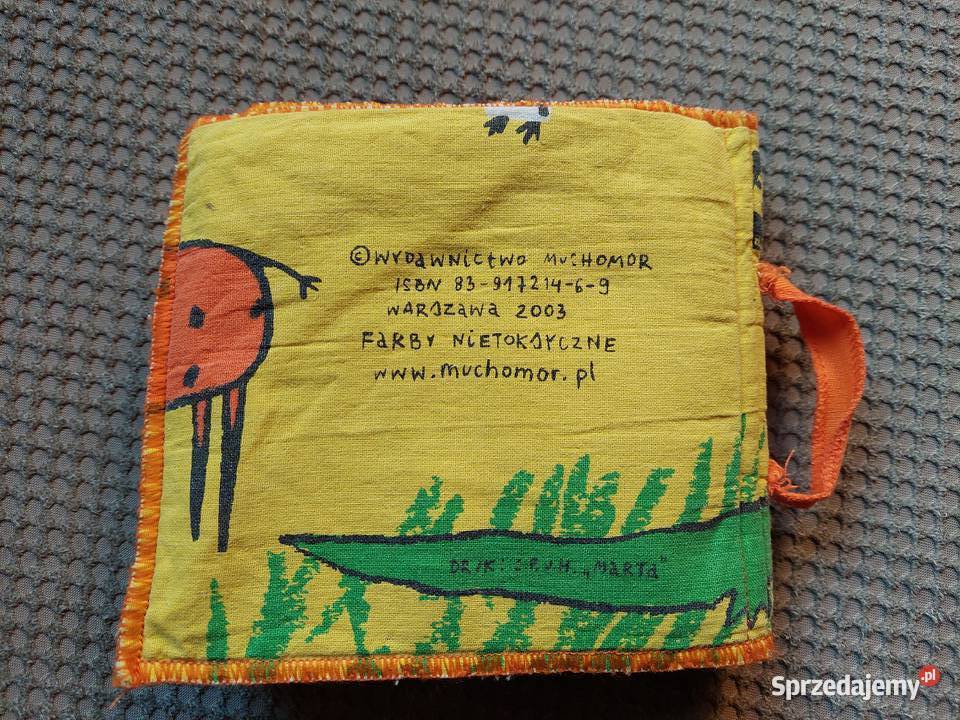 ©WYDAWNICTWO MUCHOMOR
ISBN 83-917214-6-9
WARSZAWA 2003
FARBY NIETOKSYCZNE
www.muchomor.pl
DRUK: Z.P.U.H. „MARTA"
Sprzedajemy.pl